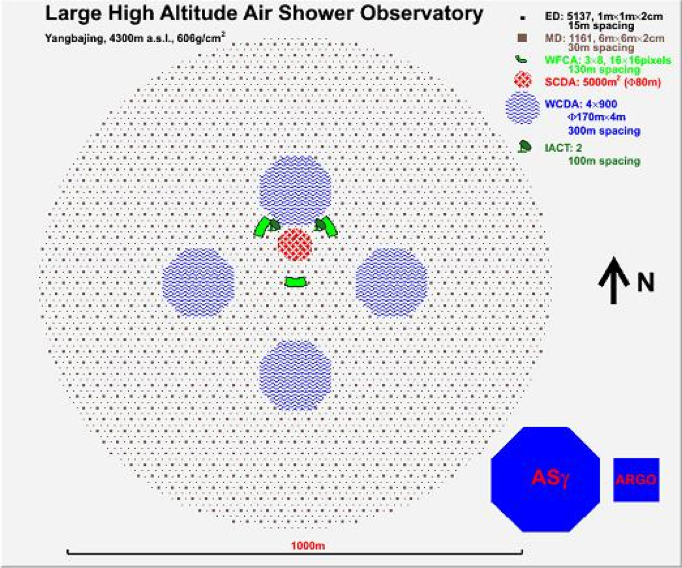 Large High Altitude Air Shower Observatory
Yangbajing, 4300m a.s.l., 606g/cm²
ED: 5137, 1m×1m×2cm
15m spacing
MD: 1161, 6m×6m×2cm
30m spacing
WFCA: 3×8, 16×16pixels
130m spacing
SCDA: 5000m² (Φ80m)
WCDA: 4×900
Φ170m×4m
300m spacing
IACT: 2
100m spacing
N
ASγ
ARGO
1000m